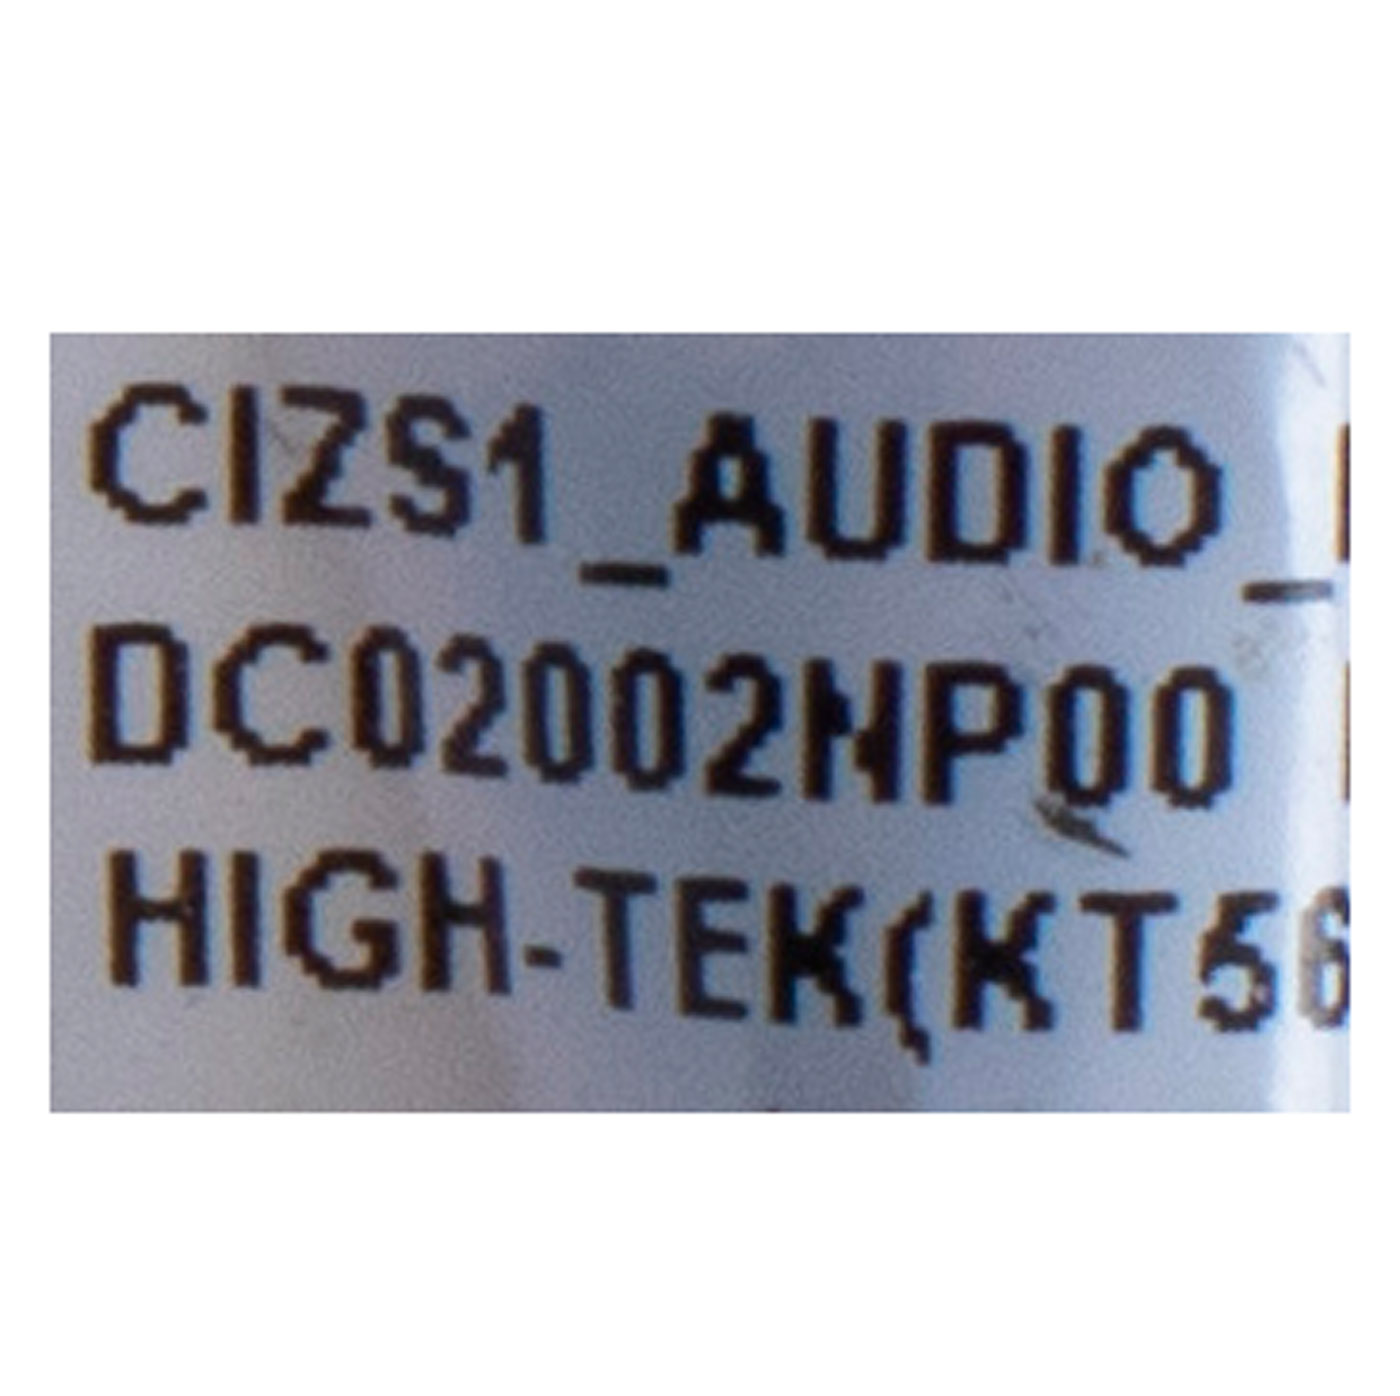 CIZS1_AUDIO_
DC02002NP00
HIGH-TEK(KT56